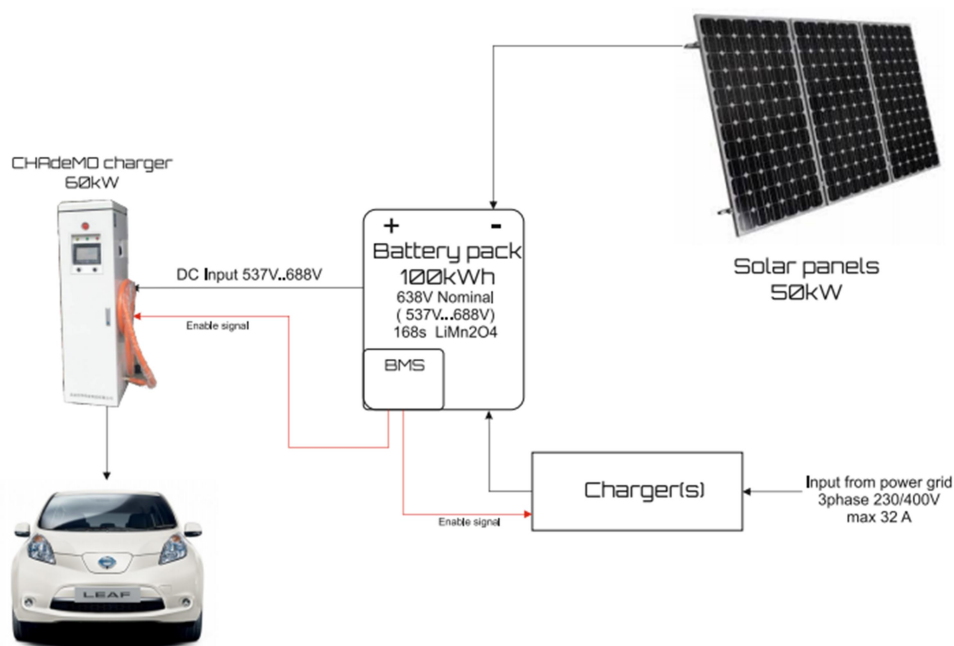 CHAdeMO charger
60kW
Solar panels
50kW
+ -
Battery pack
100kWh
638V Nominal
( 537V...688V)
168s LiMn2O4
BMS
DC Input 537V..688V
Enable signal
Charger(s)
Enable signal
Input from power grid
3phase 230/400V
max 32 A
LEAF